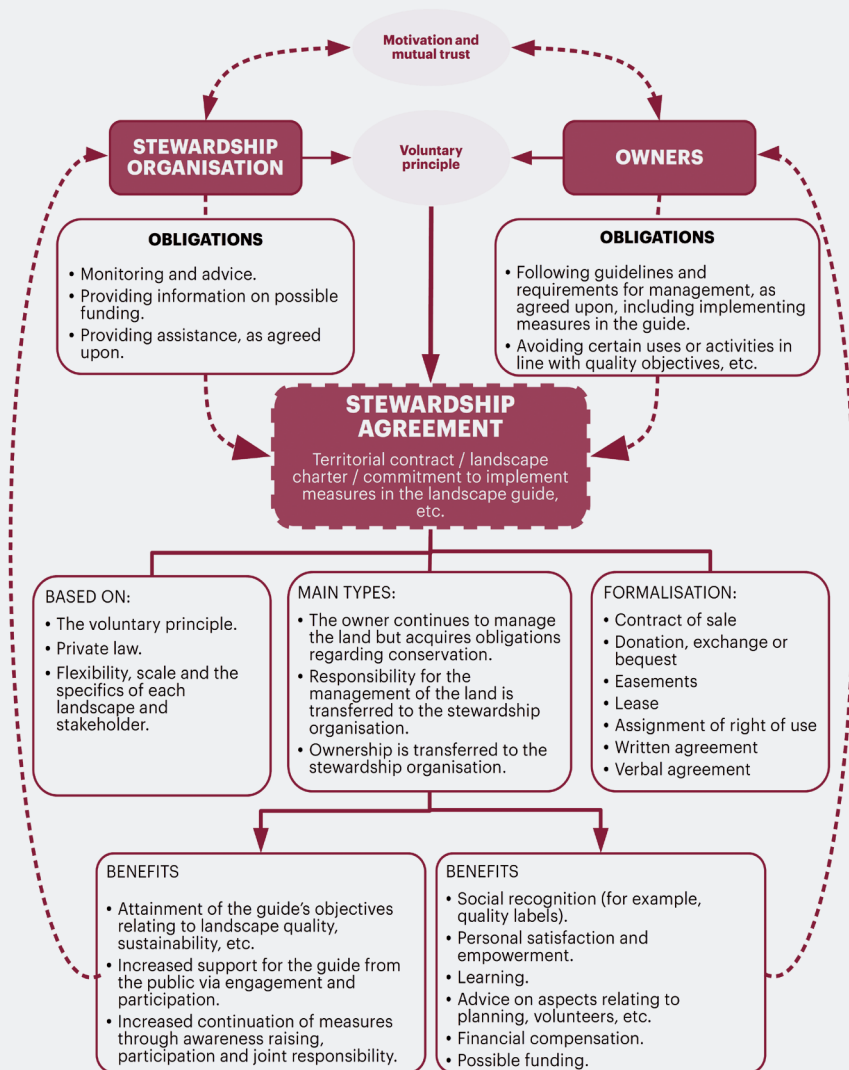 Motivation and
mutual trust
STEWARDSHIP
ORGANISATION
Voluntary
principle
OWNERS
OBLIGATIONS
• Monitoring and advice.
• Providing information on possible
funding.
• Providing assistance, as agreed
upon.
OBLIGATIONS
• Following guidelines and
requirements for management, as
agreed upon, including implementing
measures in the guide.
• Avoiding certain uses or activities in
line with quality objectives, etc.
STEWARDSHIP
AGREEMENT
Territorial contract / landscape
charter / commitment to implement
measures in the landscape guide,
etc.
BASED ON:
• The voluntary principle.
• Private law.
• Flexibility, scale and the
specifics of each
landscape and
stakeholder.
MAIN TYPES:
• The owner continues to manage
the land but acquires obligations
regarding conservation.
• Responsibility for the
management of the land is
transferred to the stewardship
organisation.
• Ownership is transferred to the
stewardship organisation.
FORMALISATION:
• Contract of sale
• Donation, exchange or
bequest
• Easements
• Lease
• Assignment of right of use
• Written agreement
• Verbal agreement
BENEFITS
• Attainment of the guide's objectives
relating to landscape quality,
sustainability, etc.
• Increased support for the guide from
the public via engagement and
participation.
• Increased continuation of measures
through awareness raising,
participation and joint responsibility.
BENEFITS
• Social recognition (for example,
quality labels).
• Personal satisfaction and
empowerment.
• Learning.
• Advice on aspects relating to
planning, volunteers, etc.
• Financial compensation.
• Possible funding.